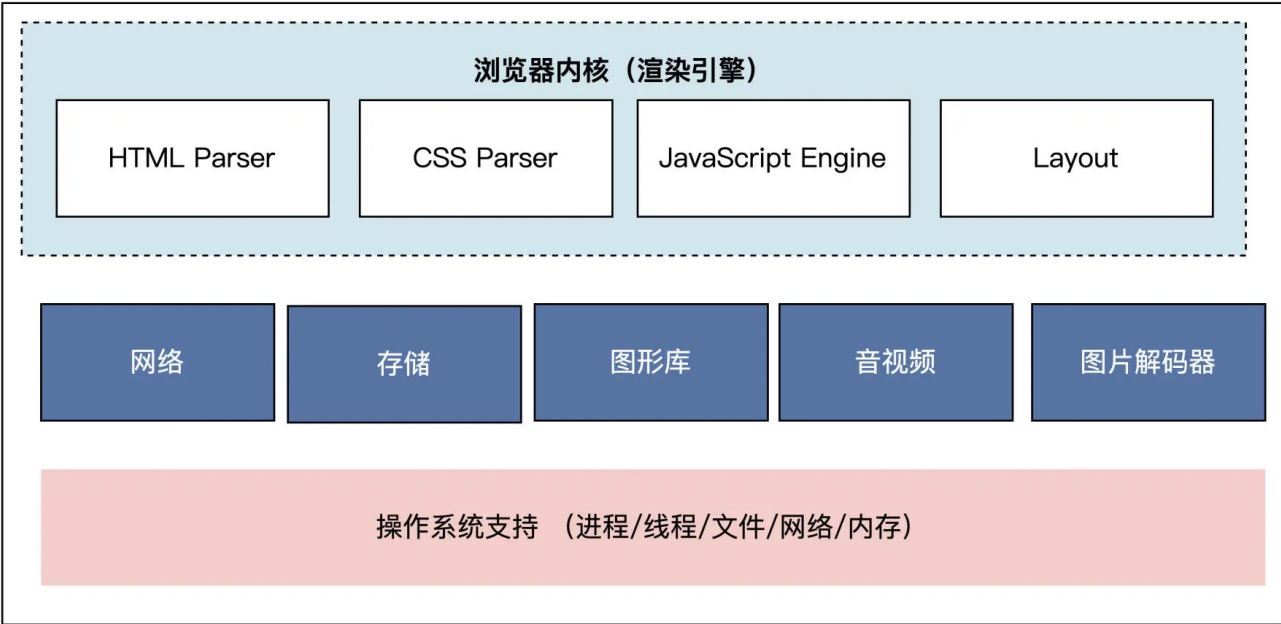 浏览器内核（渲染引擎）
HTML Parser
CSS Parser
JavaScript Engine
Layout
网络
存储
图形库
音视频
图片解码器
操作系统支持 （进程/线程/文件/网络/内存）